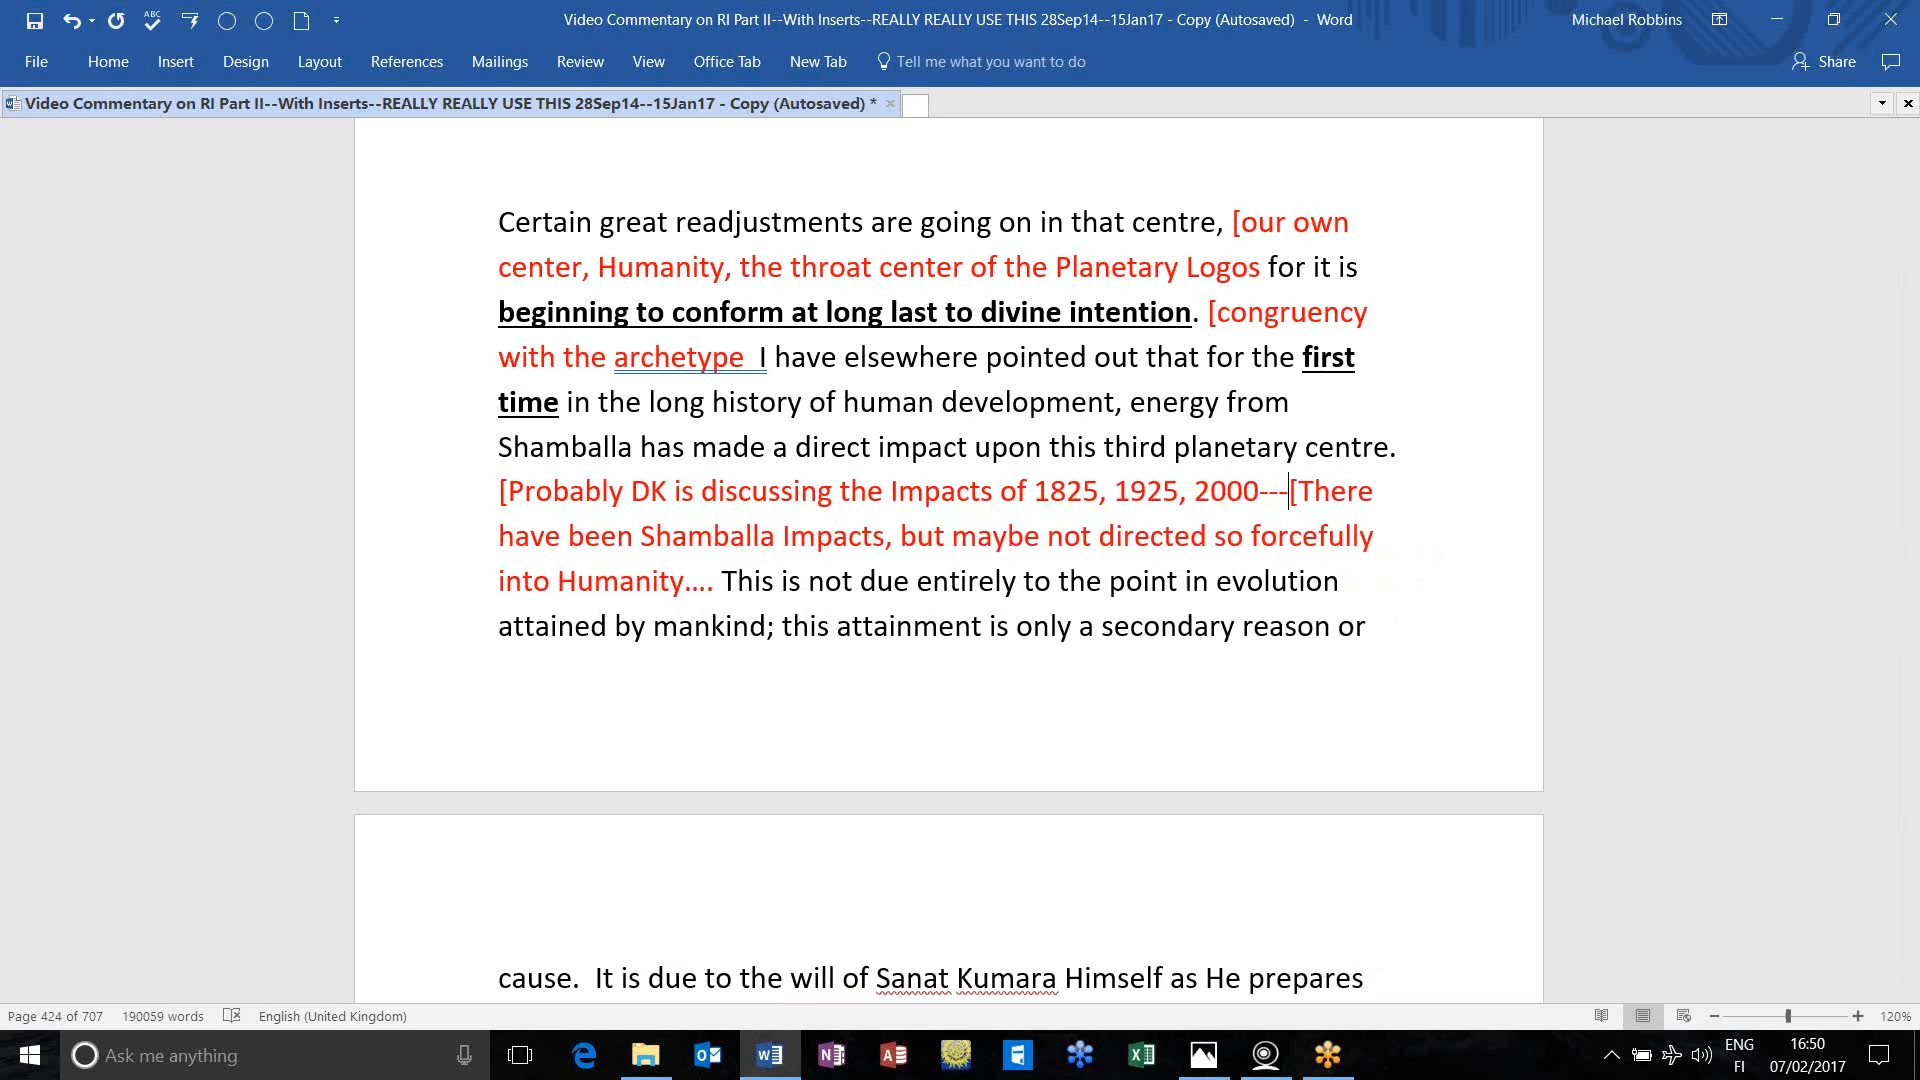 Video Commentary on RI Part II--With Inserts--REALLY REALLY USE THIS 28Sep14--15Jan17 - Copy (Autosaved) - Word
Michael Robbins
File Home Insert Design Layout References Mailings Review View Office Tab New Tab Tell me what you want to do Share
Video Commentary on RI Part II--With Inserts--REALLY REALLY USE THIS 28Sep14--15Jan17 - Copy (Autosaved) *
Certain great readjustments are going on in that centre, [our own
center, Humanity, the throat center of the Planetary Logos for it is
beginning to conform at long last to divine intention. [congruency
with the archetype I have elsewhere pointed out that for the first
time in the long history of human development, energy from
Shamballa has made a direct impact upon this third planetary centre.
[Probably DK is discussing the Impacts of 1825, 1925, 2000---[There
have been Shamballa Impacts, but maybe not directed so forcefully
into Humanity.... This is not due entirely to the point in evolution
attained by mankind; this attainment is only a secondary reason or
cause. It is due to the will of Sanat Kumara Himself as He prepares
Page 424 of 707 190059 words English (United Kingdom) 120%
Ask me anything
ENG 16:50
FI 07/02/2017